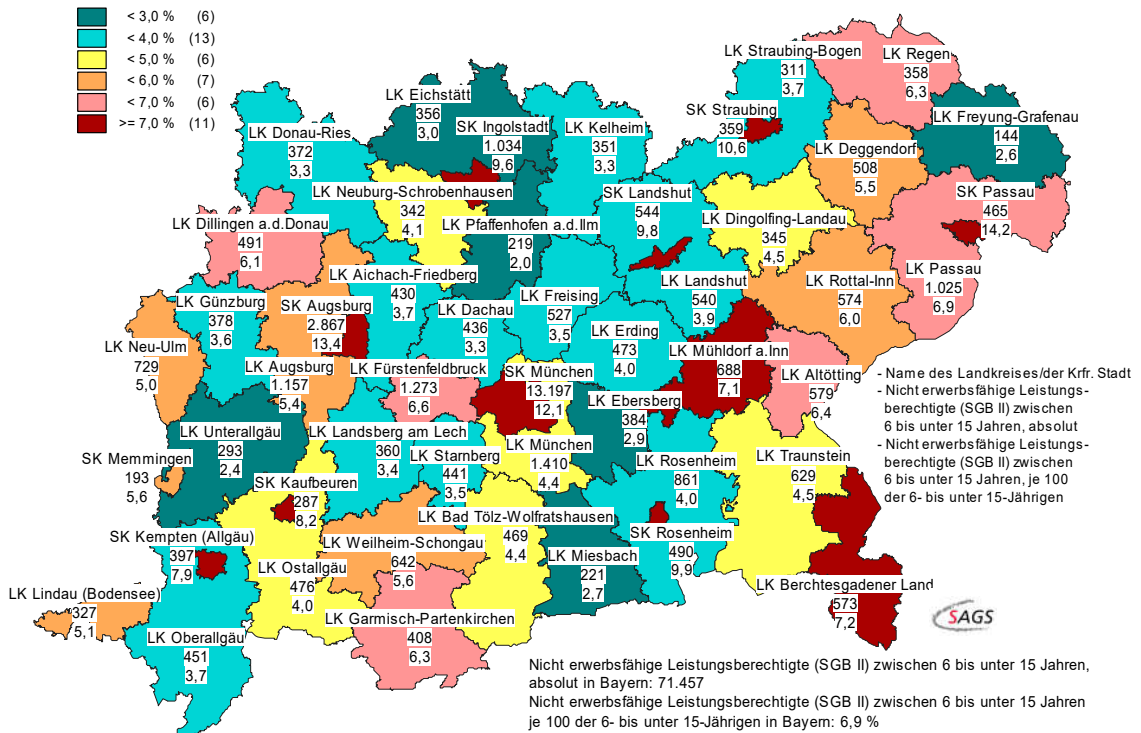 < 3,0 % (6)
< 4,0 % (13)
< 5,0 % (6)
< 6,0 % (7)
< 7,0 % (6)
>= 7,0 % (11)
LK Straubing-Bogen
311
3,7
LK Regen
358
6,3
LK Eichstätt
356
3,0
SK Ingolstadt
1.034
9,6
LK Kelheim
351
3,3
SK Straubing
359
10,6
LK Freyung-Grafenau
144
2,6
LK Donau-Ries
372
3,3
LK Deggendorf
508
5,5
LK Neuburg-Schrobenhausen
342
4,1
SK Landshut
544
9,8
SK Passau
465
14,2
LK Dillingen a.d.Donau
491
6,1
LK Pfaffenhofen a.d.Ilm
219
2,0
LK Dingolfing-Landau
345
4,5
LK Aichach-Friedberg
430
3,7
LK Passau
1.025
6,9
LK Günzburg
378
3,6
SK Augsburg
2.867
13,4
LK Dachau
436
3,3
LK Freising
527
3,5
LK Landshut
540
3,9
LK Rottal-Inn
574
6,0
LK Erding
473
4,0
LK Neu-Ulm
729
5,0
LK Augsburg
1.157
5,4
LK Fürstenfeldbruck
1.273
6,6
SK München
13.197
12,1
LK Mühldorf a.Inn
688
7,1
LK Altötting
579
6,4
- Name des Landkreises/der Krfr. Stadt
- Nicht erwerbsfähige Leistungs-
berechtigte (SGB II) zwischen
6 bis unter 15 Jahren, absolut
- Nicht erwerbsfähige Leistungs-
berechtigte (SGB II) zwischen
6 bis unter 15 Jahren, je 100
der 6- bis unter 15-Jährigen
LK Ebersberg
384
2,9
LK Unterallgäu
293
2,4
LK Landsberg am Lech
360
3,4
LK Starnberg
441
3,5
LK München
1.410
4,4
LK Rosenheim
861
4,0
LK Traunstein
629
4,5
SK Memmingen
193
5,6
SK Kaufbeuren
287
8,2
LK Bad Tölz-Wolfratshausen
469
4,4
SK Rosenheim
490
9,9
SK Kempten (Allgäu)
397
7,9
LK Weilheim-Schongau
642
5,6
LK Miesbach
221
2,7
LK Ostallgäu
476
4,0
LK Berchtesgadener Land
573
7,2
LK Lindau (Bodensee)
327
5,1
LK Garmisch-Partenkirchen
408
6,3
LK Oberallgäu
451
3,7
SAGS
Nicht erwerbsfähige Leistungsberechtigte (SGB II) zwischen 6 bis unter 15 Jahren,
absolut in Bayern: 71.457
Nicht erwerbsfähige Leistungsberechtigte (SGB II) zwischen 6 bis unter 15 Jahren
je 100 der 6- bis unter 15-Jährigen in Bayern: 6,9 %